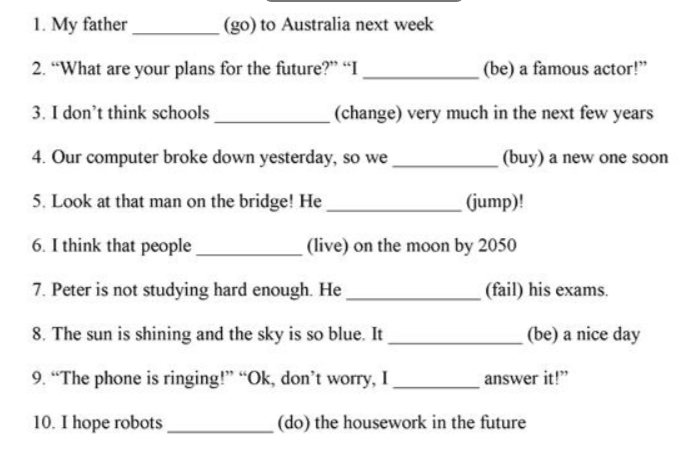 1. My father _________ (go) to Australia next week
2. “What are your plans for the future?” “I ____________ (be) a famous actor!”
3. I don’t think schools ____________ (change) very much in the next few years
4. Our computer broke down yesterday, so we ___________ (buy) a new one soon
5. Look at that man on the bridge! He ______________ (jump)!
6. I think that people ___________ (live) on the moon by 2050
7. Peter is not studying hard enough. He ______________ (fail) his exams.
8. The sun is shining and the sky is so blue. It ______________ (be) a nice day
9. “The phone is ringing!” “Ok, don’t worry, I _________ answer it!”
10. I hope robots ___________ (do) the housework in the future